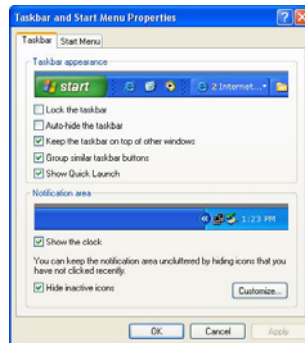 Taskbar and Start Menu Properties
Taskbar
Start Menu
Taskbar appearance
start
2 Internet...
Lock the taskbar
Auto-hide the taskbar
Keep the taskbar on top of other windows
Group similar taskbar buttons
Show Quick Launch
Notification area
1:23 PM
Show the clock
You can keep the notification area uncluttered by hiding icons that you
have not clicked recently.
Hide inactive icons
Customize...
OK
Cancel
Apply